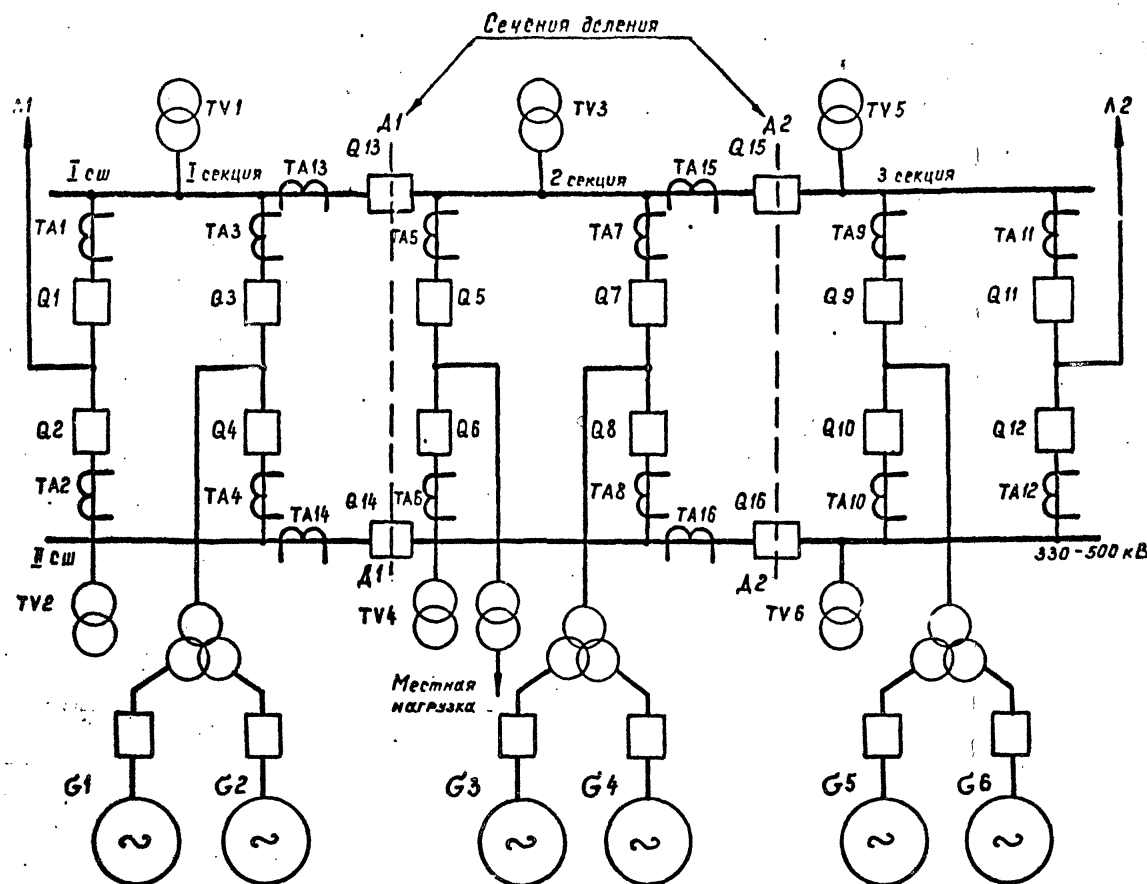 Сечения деления
Л1
TV1
TV3
TV5
Л2
Д1
Д2
Q13
Q15
I сш
I секция
TA13
2 секция
TA15
3 секция
TA1
TA3
TA5
TA7
TA9
TA11
Q1
Q3
Q5
Q7
Q9
Q11
Q2
Q4
Q6
Q8
Q10
Q12
TA2
TA4
Q14
TA6
TA8
Q16
TA10
TA12
TA14
TA16
II сш
330-500 кВ
Д1
Д2
TV2
TV4
TV6
Местная
нагрузка
G1
G2
G3
G4
G5
G6